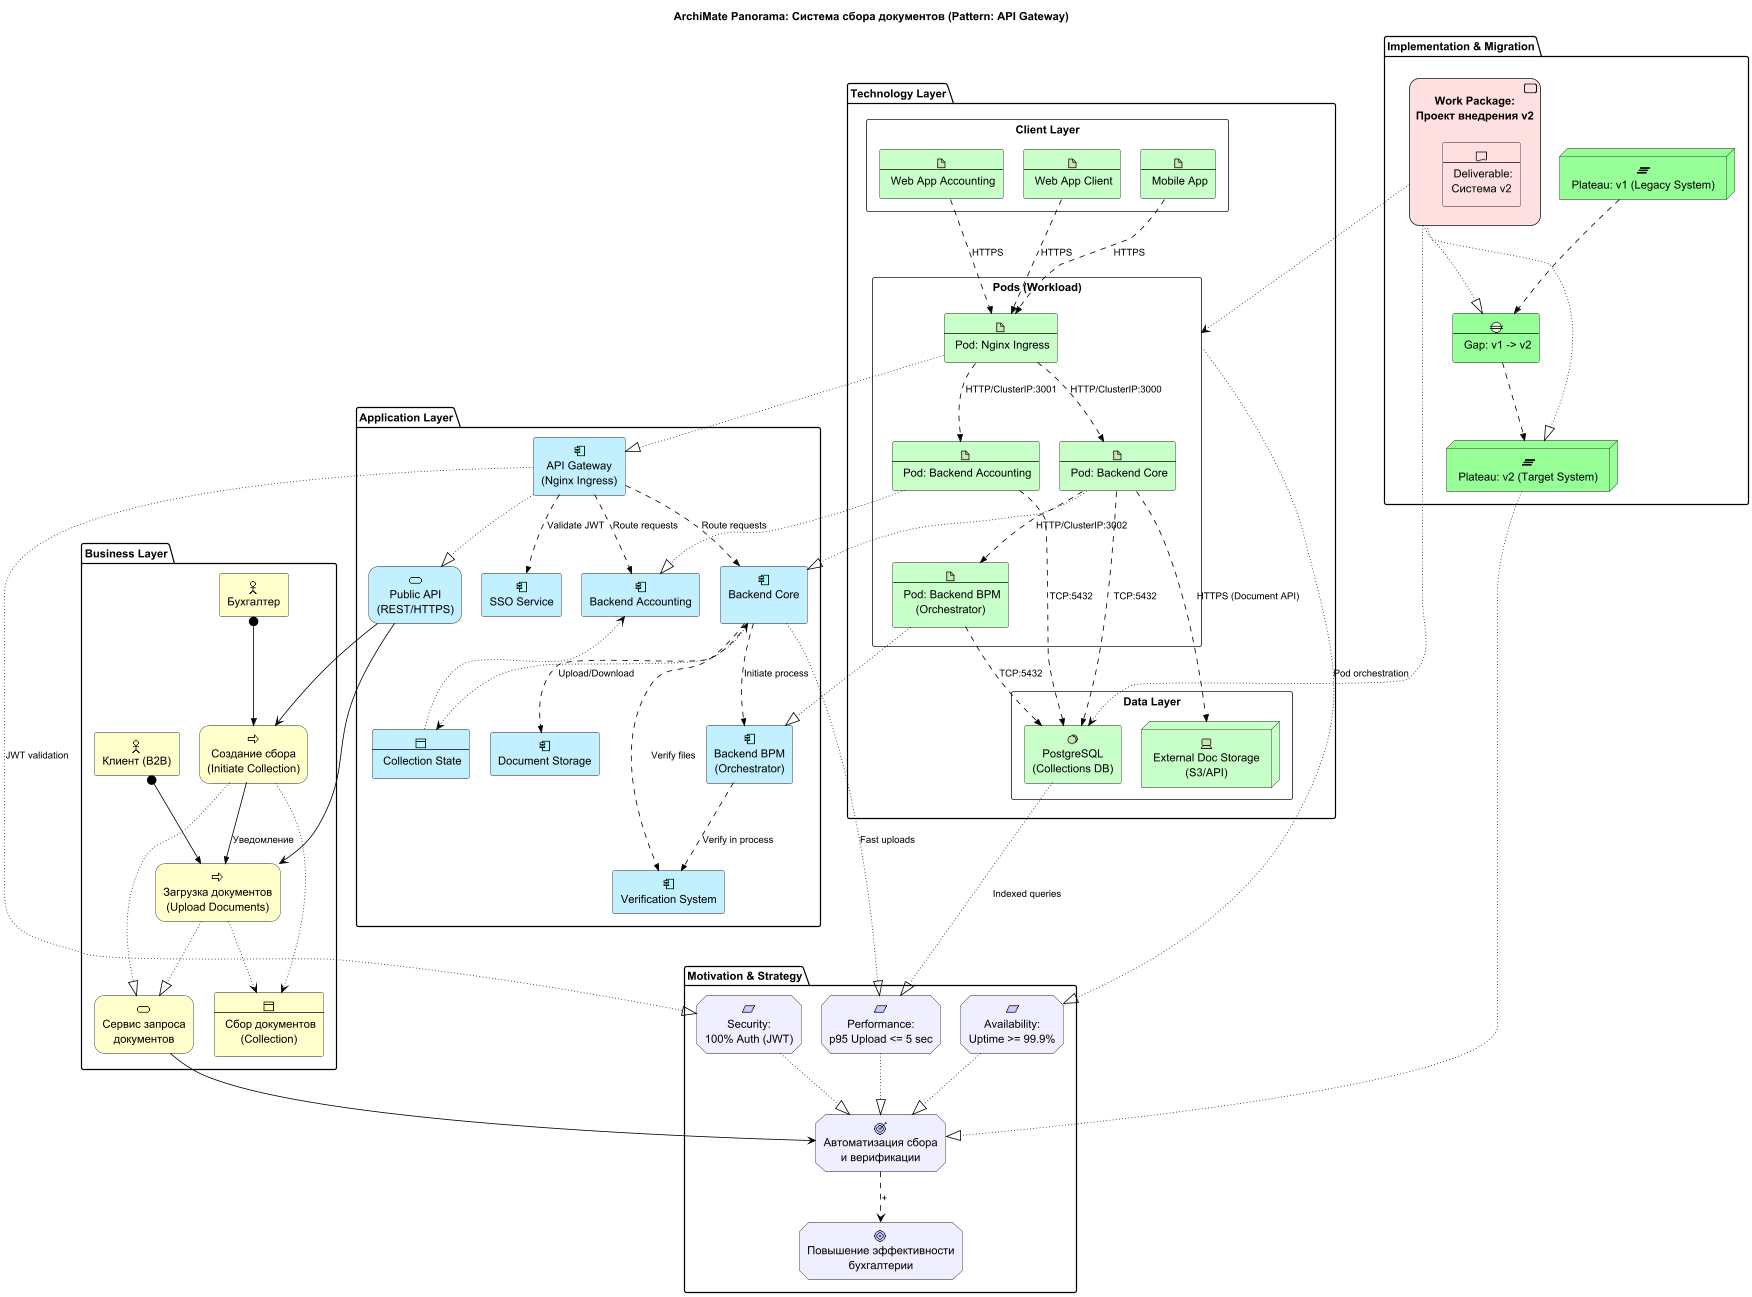 ArchiMate Panorama: Система сбора документов (Pattern: API Gateway)
Implementation & Migration
Work Package:
Проект внедрения v2
Deliverable:
Система v2
Plateau: v1 (Legacy System)
Gap: v1 -> v2
Plateau: v2 (Target System)
Technology Layer
Client Layer
Web App Accounting
Web App Client
Mobile App
HTTPS
HTTPS
HTTPS
Pods (Workload)
Pod: Nginx Ingress
HTTP/ClusterIP:3001
HTTP/ClusterIP:3000
Pod: Backend Accounting
Pod: Backend Core
HTTP/ClusterIP:3002
Pod: Backend BPM
(Orchestrator)
TCP:5432
TCP:5432
HTTPS (Document API)
TCP:5432
Pod orchestration
Data Layer
PostgreSQL
(Collections DB)
External Doc Storage
(S3/API)
Application Layer
API Gateway
(Nginx Ingress)
Validate JWT
Route requests
Route requests
Public API
(REST/HTTPS)
SSO Service
Backend Accounting
Backend Core
Upload/Download
Initiate process
Collection State
Document Storage
Verify files
Backend BPM
(Orchestrator)
Verify in process
Fast uploads
Verification System
Indexed queries
Business Layer
Бухгалтер
Клиент (B2B)
Создание сбора
(Initiate Collection)
JWT validation
Уведомление
Загрузка документов
(Upload Documents)
Сервис запроса
документов
Сбор документов
(Collection)
Motivation & Strategy
Security:
100% Auth (JWT)
Performance:
p95 Upload <= 5 sec
Availability:
Uptime >= 99.9%
Автоматизация сбора
и верификации
+
Повышение эффективности
бухгалтерии